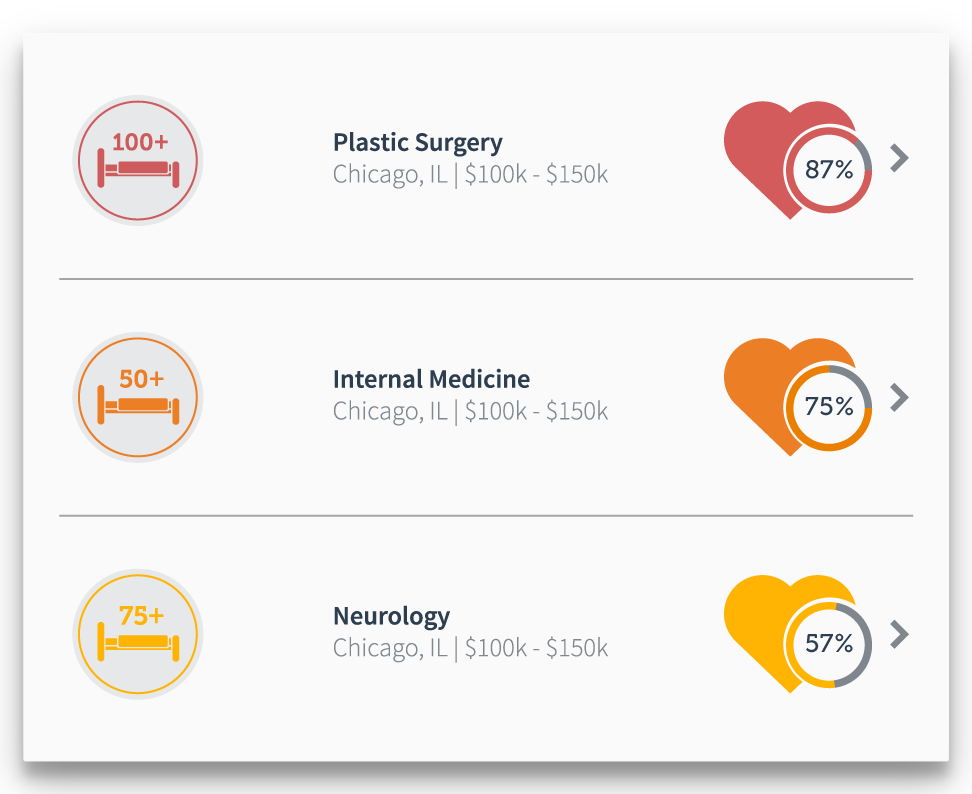 100+
Plastic Surgery
Chicago, IL | $100k - $150k
87%
50+
Internal Medicine
Chicago, IL | $100k - $150k
75%
75+
Neurology
Chicago, IL | $100k - $150k
57%